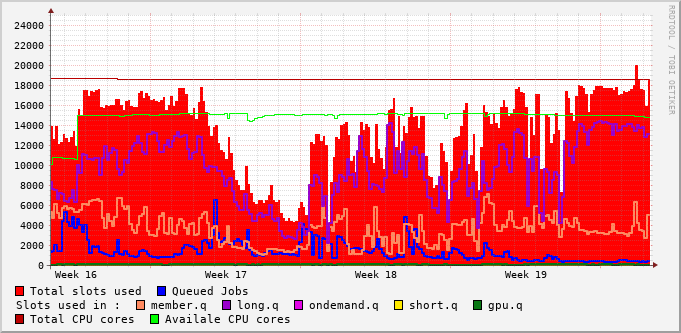 RRDTOOL / TOBI OETIKER
24000
22000
20000
18000
16000
14000
12000
10000
8000
6000
4000
2000
0
Week 16 Week 17 Week 18 Week 19
Total slots used Queued Jobs
Slots used in : member.q long.q ondemand.q short.q gpu.q
Total CPU cores Availale CPU cores